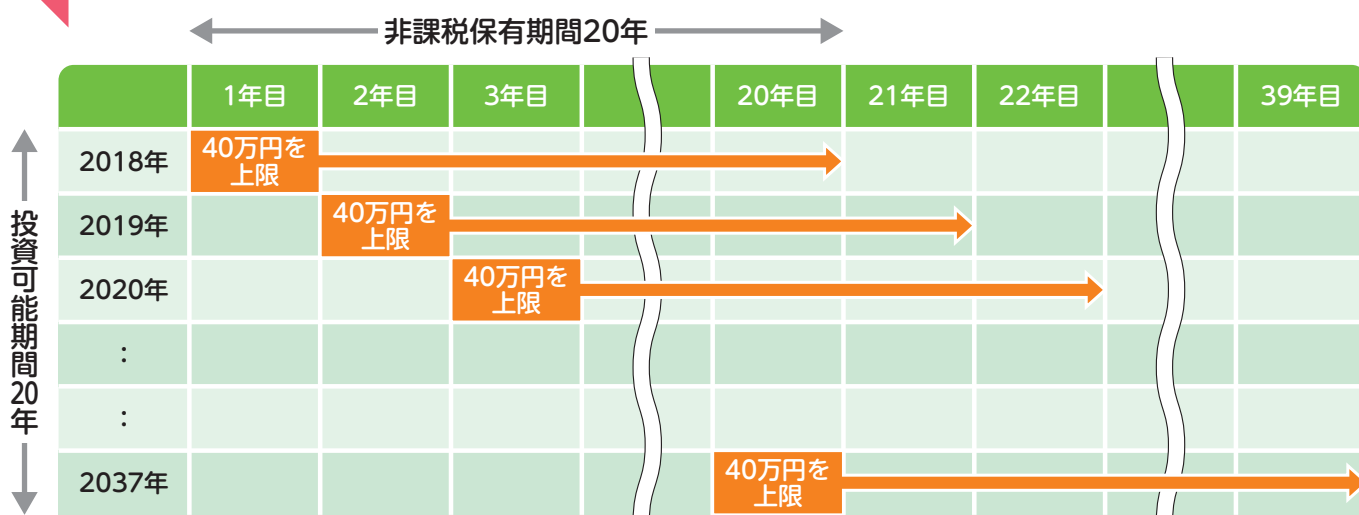 非課税保有期間20年
1年目 2年目 3年目 20年目 21年目 22年目 39年目
投資可能期間20年
2018年 40万円を
上限
2019年 40万円を
上限
2020年 40万円を
上限
：
：
2037年 40万円を
上限